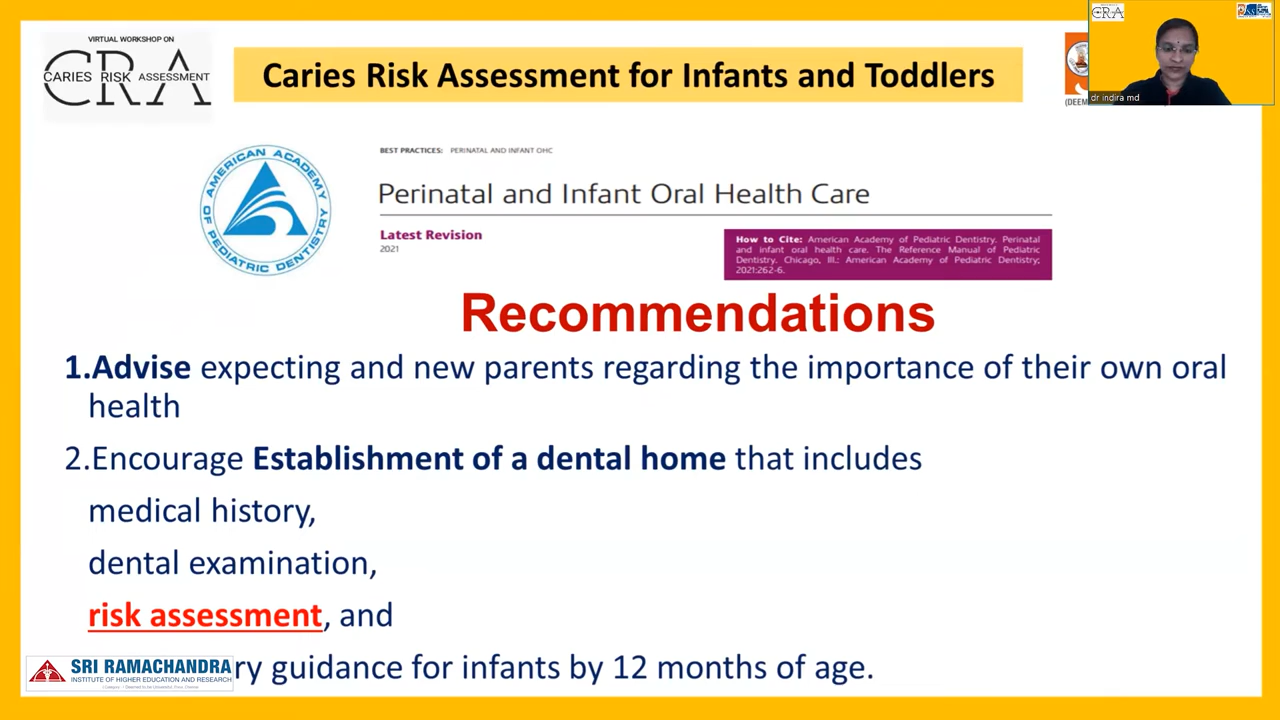 VIRTUAL WORKSHOP ON
CRA
CARIES RISK ASSESSMENT
Caries Risk Assessment for Infants and Toddlers
(DEEM
CRA
dr indira md
AMERICAN ACADEMY OF PEDIATRIC DENTISTRY
BEST PRACTICES: PERINATAL AND INFANT OHC
Perinatal and Infant Oral Health Care
Latest Revision
2021
How to Cite: American Academy of Pediatric Dentistry. Perinatal
and infant oral health care. The Reference Manual of Pediatric
Dentistry. Chicago, Ill.: American Academy of Pediatric Dentistry;
2021:262-6.
Recommendations
1.Advise expecting and new parents regarding the importance of their own oral
health
2.Encourage Establishment of a dental home that includes
medical history,
dental examination,
risk assessment, and
ry guidance for infants by 12 months of age.
SRI RAMACHANDRA
INSTITUTE OF HIGHER EDUCATION AND RESEARCH